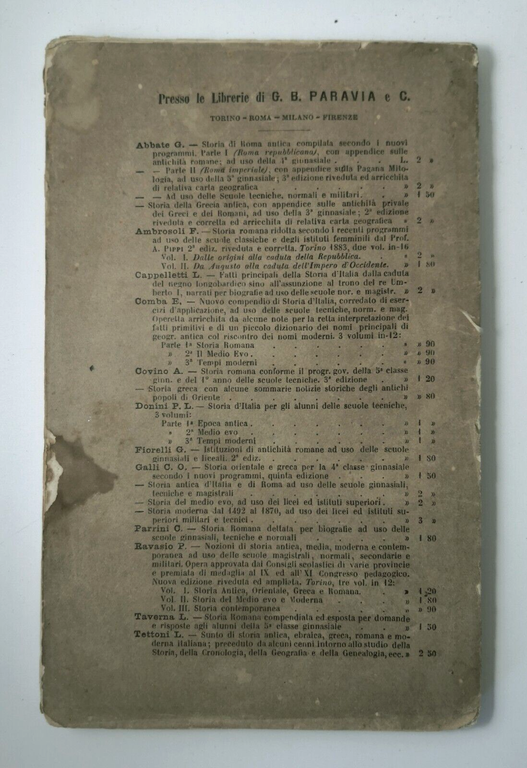 Presso le Librerie di G. B. PARAVIA e C.
TORINO - ROMA - MILANO - FIRENZE
Abbate G. — Storia di Roma antica compilata secondo i nuovi
programmi. Parte I (Roma repubblicana), con appendice sulle
antichità romane; ad uso della 4ª ginnasiale . . . L. 2 »
— — Parte II (Roma imperiale), con appendice sulla Pagana Mito-
logia, ad uso della 5ª ginnasiale; 3ª edizione riveduta ed arricchita
di relativa carta geografica . . . » 2 »
— — Ad uso delle Scuole tecniche, normali e militari . . » 1 50
— Storia della Grecia antica, con appendice sulle antichità private
dei Greci e dei Romani, ad uso della 3ª ginnasiale; 2ª edizione
riveduta e corretta ed arricchita di relativa carta geografica . » 2 »
Ambrosoli F. — Storia romana ridotta secondo i recenti programmi
ad uso delle scuole classiche e degli istituti femminili dal Prof.
A. Pippi 2ª ediz. riveduta e corretta. Torino 1883, due vol. in-16
Vol. I. Dalle origini alla caduta della Repubblica. . » 2 »
Vol. II. Da Augusto alla caduta dell'Impero d'Occidente. » 1 80
Cappelletti L. — Fatti principali della Storia d'Italia dalla caduta
del regno longobardico sino all'assunzione al trono del re Um-
berto I, narrati per biografie ad uso delle scuole nor. e magistr. » 2 »
Comba E. — Nuovo compendio di Storia d'Italia, corredato di eser-
cizi d'applicazione, ad uso delle scuole tecniche, norm. e mag.
Operetta arricchita da alcune note per la retta interpretazione dei
fatti primitivi e di un piccolo dizionario dei nomi principali di
geogr. antica col riscontro dei nomi moderni. 3 volumi in-12:
Parte 1ª Storia Romana . . . » » 90
» 2ª Il Medio Evo . . . » » 90
» 3ª Tempi moderni . . . » » 90
Covino A. — Storia romana conforme il progr. gov. della 5ª classe
ginn. e del 1º anno delle scuole tecniche. 5ª edizione . » 1 20
— Storia greca con alcune sommarie notizie storiche degli antichi
popoli di Oriente . . . » » 80
Donini P. L. — Storia d'Italia per gli alunni delle scuole tecniche,
3 volumi:
Parte 1ª Epoca antica . . . » 1 »
» 2ª Medio evo . . . » 1 »
» 3ª Tempi moderni . . . » 1 »
Fiorelli G. — Istituzioni di antichità romane ad uso delle scuole
ginnasiali e liceali. 2ª ediz. . . . » 1 80
Galli C. O. — Storia orientale e greca per la 4ª classe ginnasiale
secondo i nuovi programmi, quinta edizione . . » 1 50
— Storia antica d'Italia e di Roma ad uso delle scuole ginnasiali,
tecniche e magistrali . . . » 2 »
— Storia del medio evo, ad uso dei licei ed istituti superiori . » 2 »
— Storia moderna dal 1492 al 1870, ad uso dei licei ed istituti su-
periori militari e tecnici . . . » 3 »
Parrini C. — Storia Romana dettata per biografie ad uso delle
scuole ginnasiali, tecniche e normali . . . » 1 80
Ravasio P. — Nozioni di storia antica, media, moderna e contem-
poranea ad uso delle scuole magistrali, normali, secondarie e
militari. Opera approvata dai Consigli scolastici di varie provincie
e premiata di medaglia al IX ed all'XI Congresso pedagogico.
Nuova edizione riveduta ed ampliata. Torino, tre vol. in 12:
Vol. I. Storia Antica, Orientale, Greca e Romana. . » 1 20
Vol. II. Storia del Medio evo e Moderna . . » 1 80
Vol. III. Storia contemporanea . . . » » 90
Taverna L. — Storia Romana compendiata ed esposta per domande
e risposte agli alunni della 5ª classe ginnasiale . . » 1 50
Tettoni L. — Sunto di storia antica, ebraica, greca, romana e mo-
derna italiana; preceduto da alcuni cenni intorno allo studio della
Storia, della Cronologia, della Geografia e della Genealogia, ecc. » 2 50